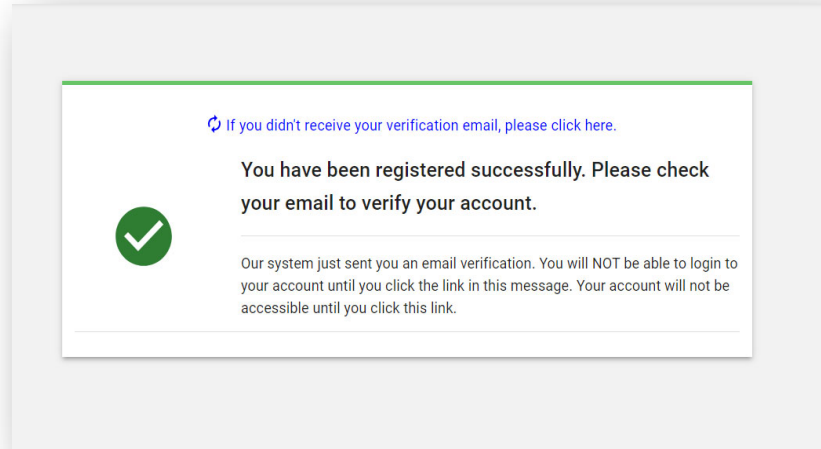 If you didn't receive your verification email, please click here.
You have been registered successfully. Please check
your email to verify your account.
Our system just sent you an email verification. You will NOT be able to login to
your account until you click the link in this message. Your account will not be
accessible until you click this link.